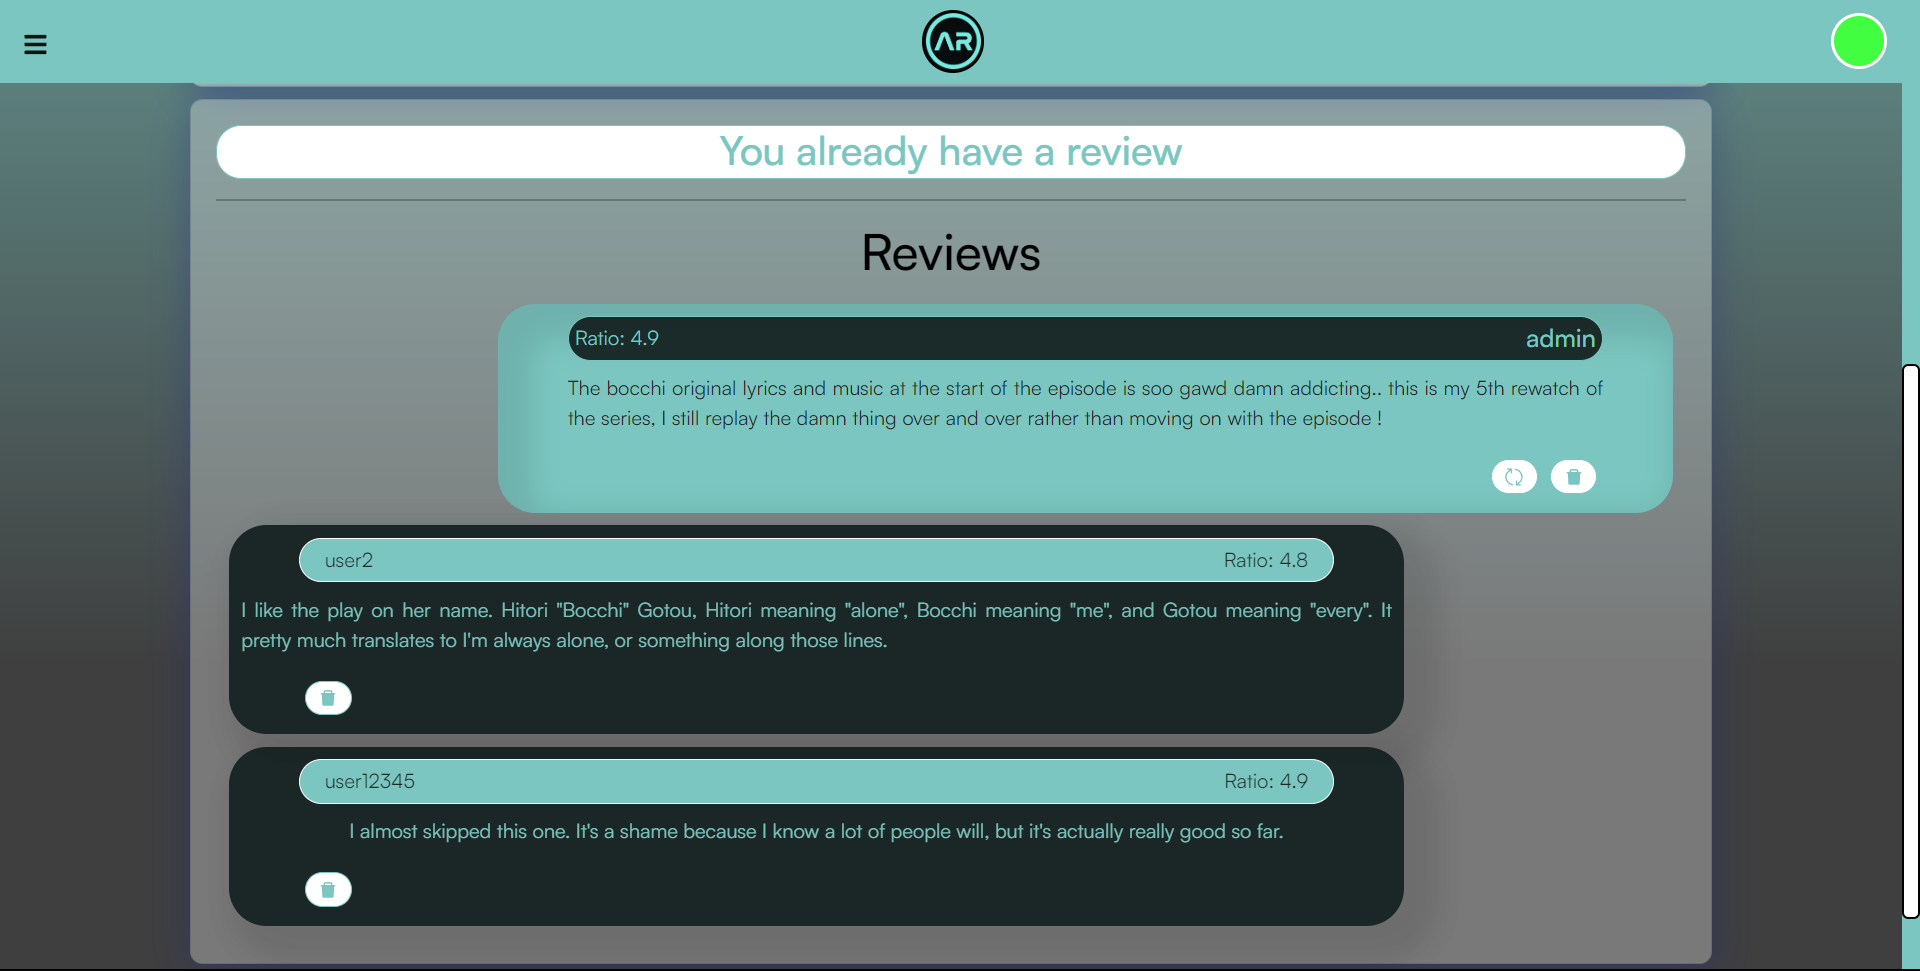 AR
You already have a review
Reviews
Ratio: 4.9 admin
The bocchi original lyrics and music at the start of the episode is soo gawd damn addicting.. this is my 5th rewatch of
the series, I still replay the damn thing over and over rather than moving on with the episode !
user2 Ratio: 4.8
I like the play on her name. Hitori "Bocchi" Gotou, Hitori meaning "alone", Bocchi meaning "me", and Gotou meaning "every". It
pretty much translates to I'm always alone, or something along those lines.
user12345 Ratio: 4.9
I almost skipped this one. It's a shame because I know a lot of people will, but it's actually really good so far.